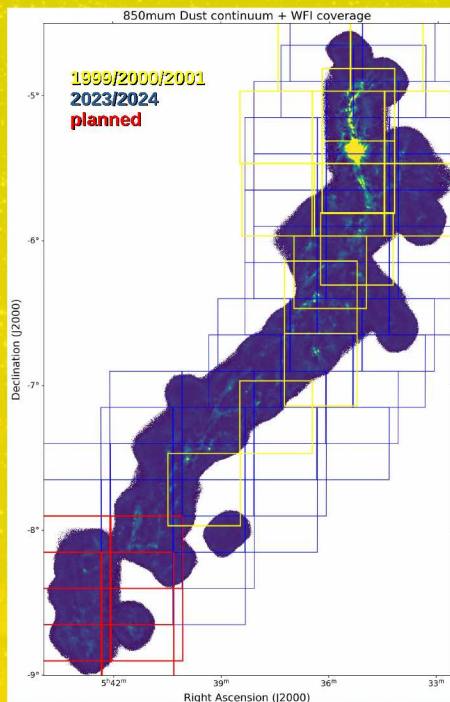 850mum Dust continuum + WFI coverage
1999/2000/2001
2023/2024
planned
-5°
-6°
-7°
-8°
-9°
Declination (J2000)
5ʰ42ᵐ
39ᵐ
36ᵐ
33ᵐ
Right Ascension (J2000)